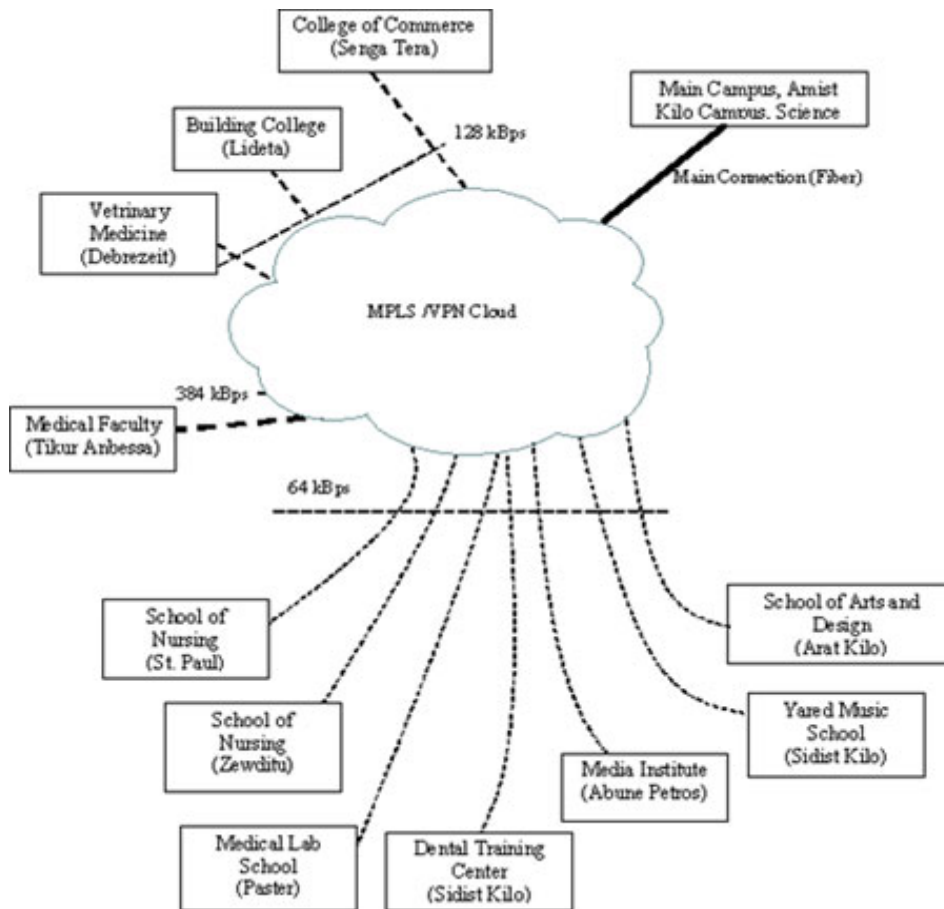 College of Commerce
(Senga Tera)
Main Campus, Amist
Kilo Campus. Science
Building College
(Lideta)
128 kBps
Main Connection (Fiber)
Vetrinary
Medicine
(Debrezeit)
MPLS /VPN Cloud
384 kBps
Medical Faculty
(Tikur Anbessa)
64 kBps
School of
Nursing
(St. Paul)
School of Arts and
Design
(Arat Kilo)
School of
Nursing
(Zewditu)
Yared Music
School
(Sidist Kilo)
Media Institute
(Abune Petros)
Medical Lab
School
(Paster)
Dental Training
Center
(Sidist Kilo)